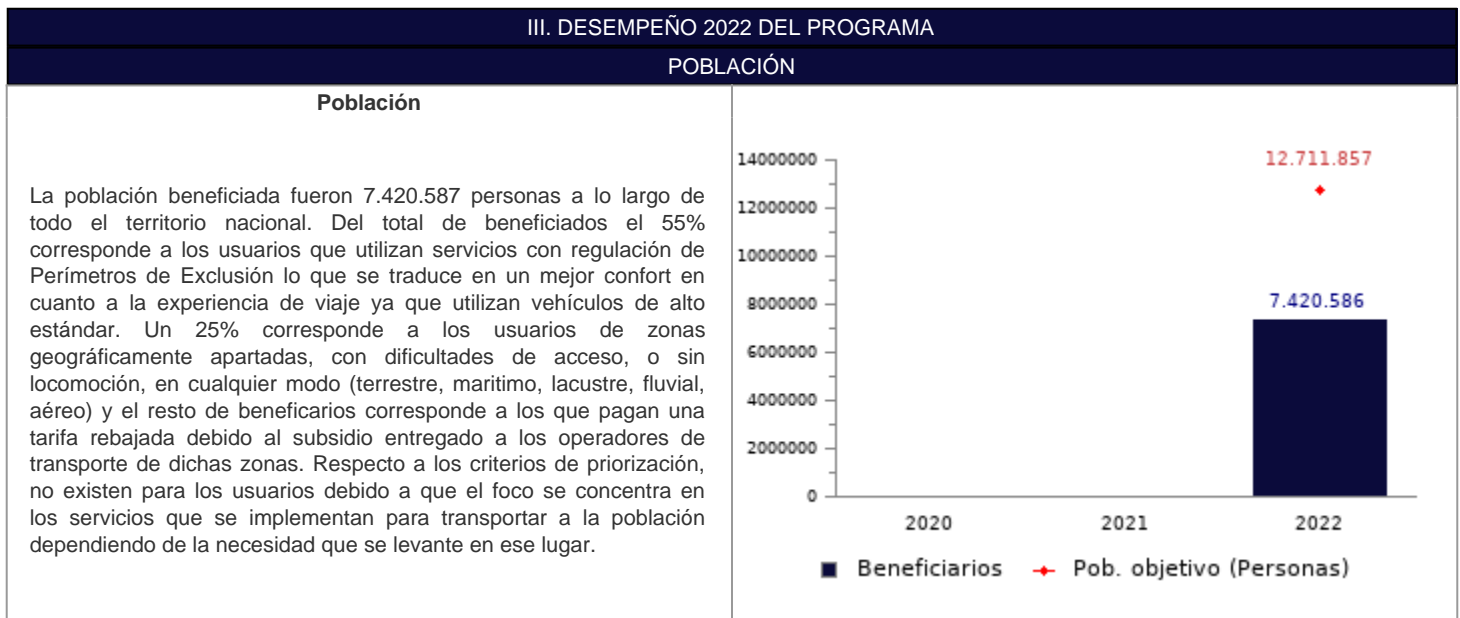 III. DESEMPEÑO 2022 DEL PROGRAMA
POBLACIÓN
Población
La población beneficiada fueron 7.420.587 personas a lo largo de
todo el territorio nacional. Del total de beneficiados el 55%
corresponde a los usuarios que utilizan servicios con regulación de
Perímetros de Exclusión lo que se traduce en un mejor confort en
cuanto a la experiencia de viaje ya que utilizan vehículos de alto
estándar. Un 25% corresponde a los usuarios de zonas
geográficamente apartadas, con dificultades de acceso, o sin
locomoción, en cualquier modo (terrestre, maritimo, lacustre, fluvial,
aéreo) y el resto de beneficarios corresponde a los que pagan una
tarifa rebajada debido al subsidio entregado a los operadores de
transporte de dichas zonas. Respecto a los criterios de priorización,
no existen para los usuarios debido a que el foco se concentra en
los servicios que se implementan para transportar a la población
dependiendo de la necesidad que se levante en ese lugar.
14000000
12000000
10000000
8000000
6000000
4000000
2000000
0
12.711.857
7.420.586
2020 2021 2022
Beneficiarios Pob. objetivo (Personas)